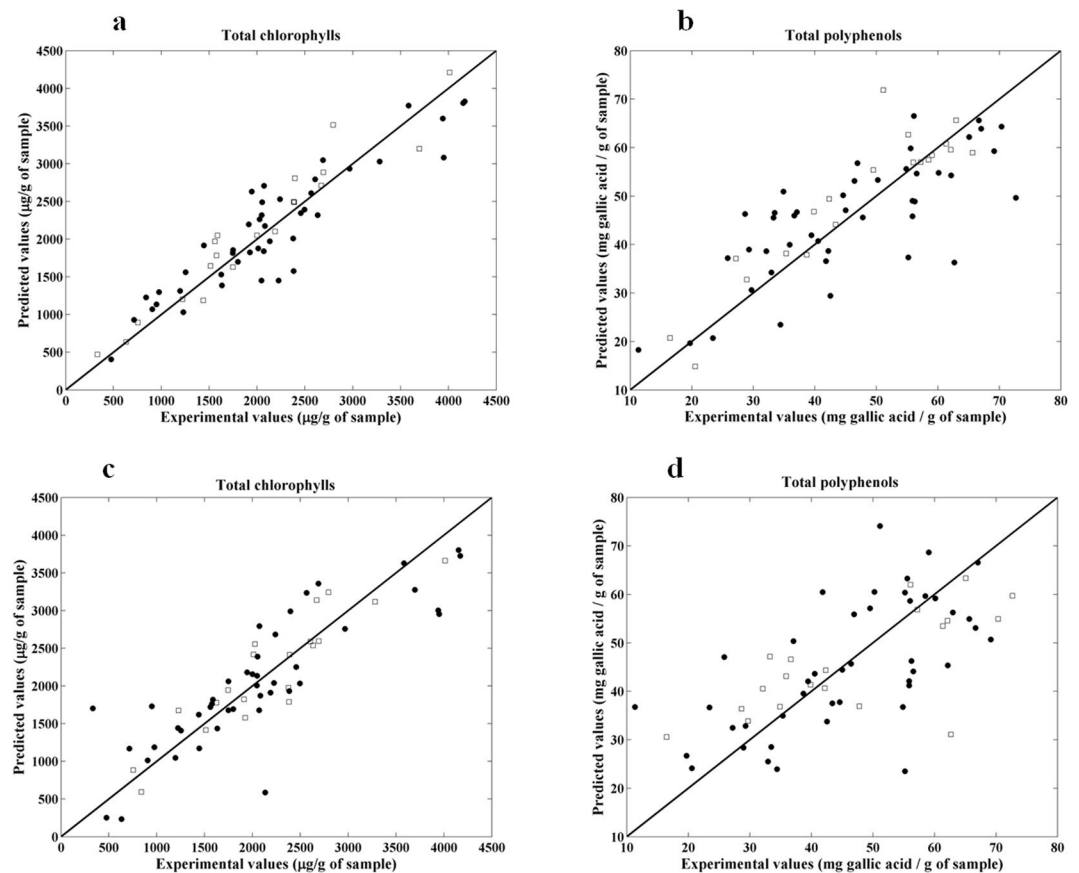 a
b
Total chlorophylls
Total polyphenols
4500
4000
3500
3000
2500
2000
1500
1000
500
0
Predicted values (μg/g of sample)
0 500 1000 1500 2000 2500 3000 3500 4000 4500
Experimental values (μg/g of sample)
80
70
60
50
40
30
20
10
Predicted values (mg gallic acid / g of sample)
10 20 30 40 50 60 70 80
Experimental values (mg gallic acid / g of sample)
c
d
Total chlorophylls
Total polyphenols
4500
4000
3500
3000
2500
2000
1500
1000
500
0
Predicted values (μg/g of sample)
0 500 1000 1500 2000 2500 3000 3500 4000 4500
Experimental values (μg/g of sample)
80
70
60
50
40
30
20
10
Predicted values (mg gallic acid / g of sample)
10 20 30 40 50 60 70 80
Experimental values (mg gallic acid / g of sample)